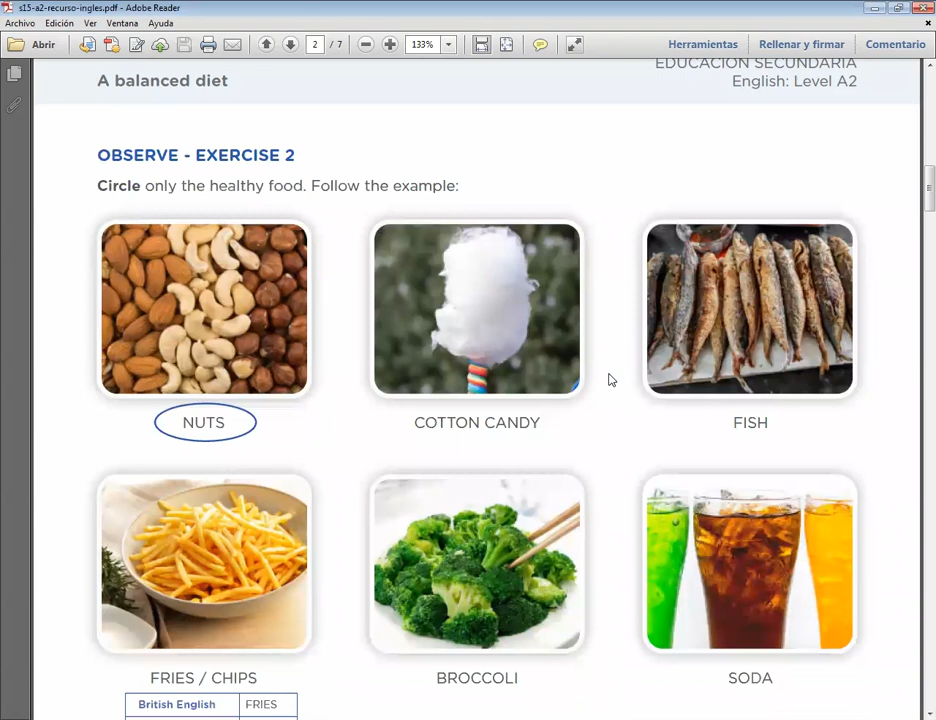 s15-a2-recurso-ingles.pdf - Adobe Reader
Archivo Edición Ver Ventana Ayuda
Abrir 2 / 7 133% Herramientas Rellenar y firmar Comentario
EDUCACIÓN SECUNDARIA
A balanced diet English: Level A2
OBSERVE - EXERCISE 2
Circle only the healthy food. Follow the example:
NUTS COTTON CANDY FISH
FRIES / CHIPS BROCCOLI SODA
British English FRIES